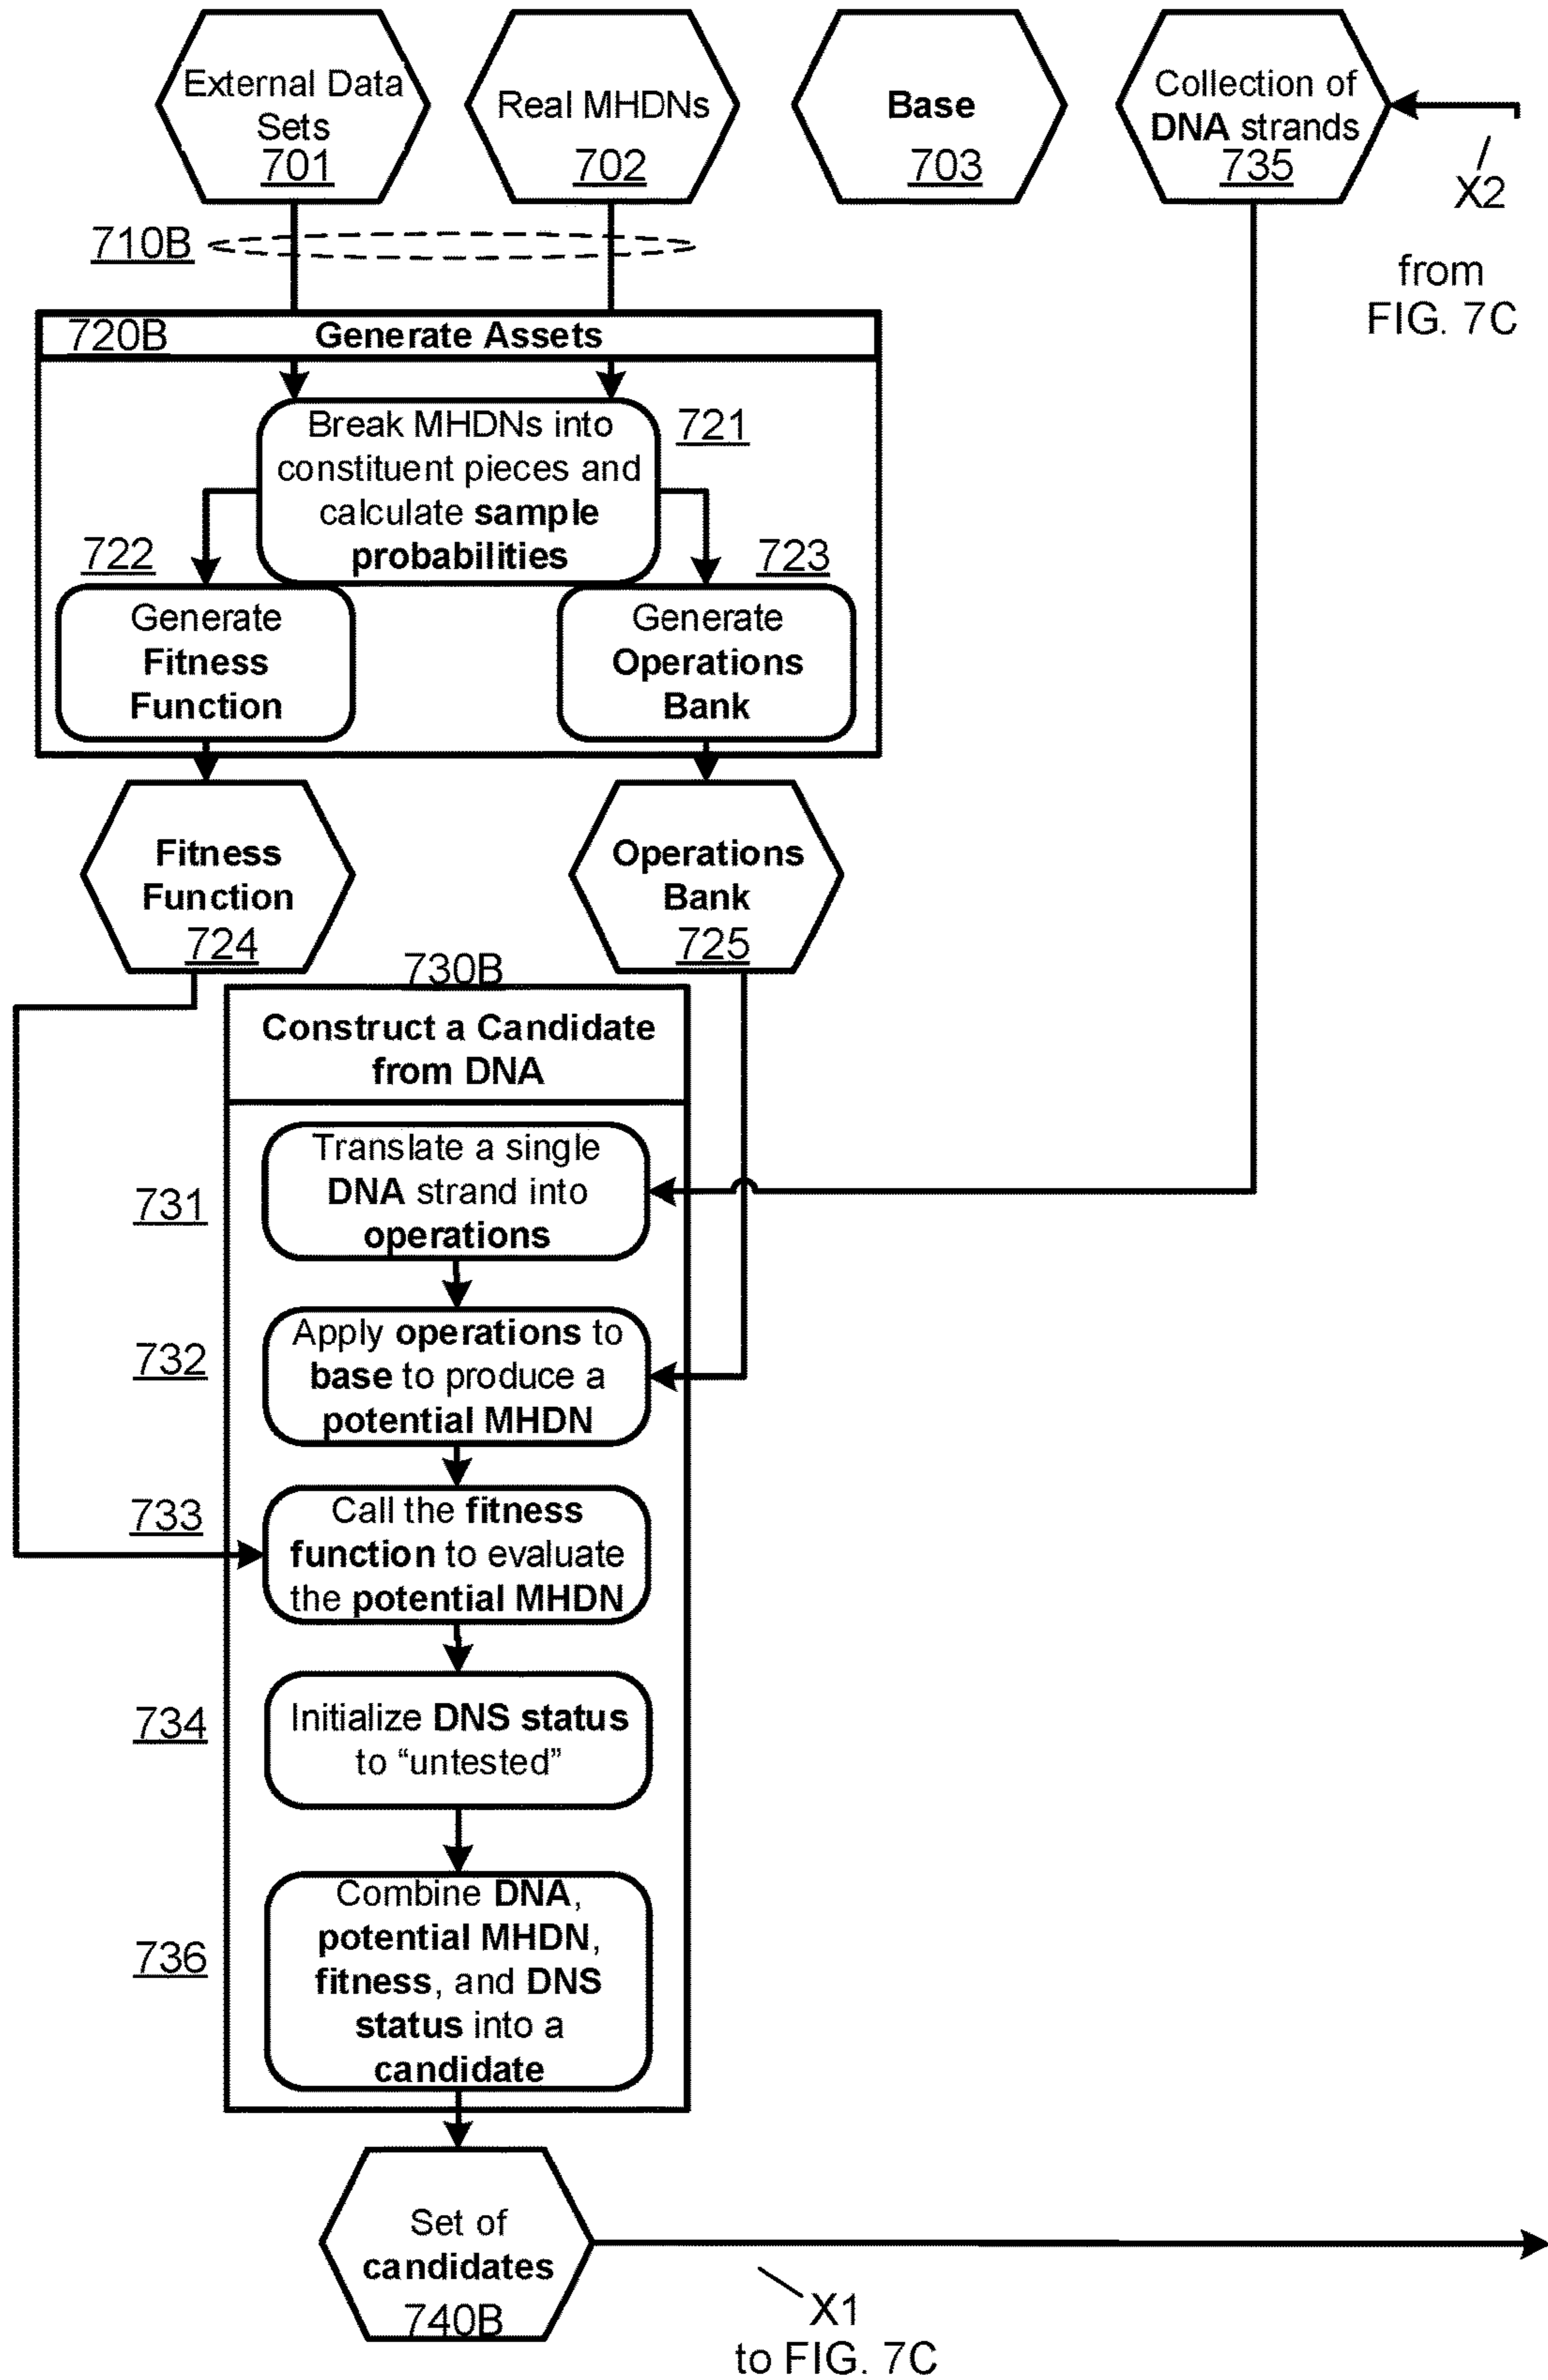 External Data
Sets
701
Real MHDNs
702
Base
703
Collection of
DNA strands
735
X2
from
FIG. 7C
710B
720B
Generate Assets
Break MHDNs into
constituent pieces and
calculate sample
probabilities
721
722
723
Generate
Fitness
Function
Generate
Operations
Bank
Fitness
Function
724
Operations
Bank
725
730B
Construct a Candidate
from DNA
731
Translate a single
DNA strand into
operations
732
Apply operations to
base to produce a
potential MHDN
733
Call the fitness
function to evaluate
the potential MHDN
734
Initialize DNS status
to “untested”
736
Combine DNA,
potential MHDN,
fitness, and DNS
status into a
candidate
Set of
candidates
740B
X1
to FIG. 7C